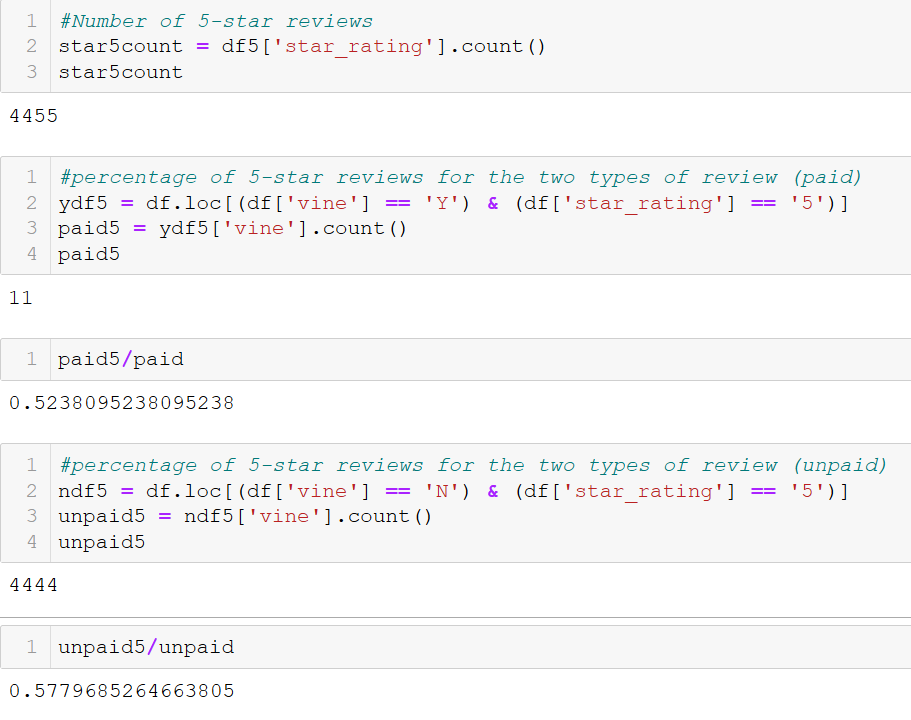 1 #Number of 5-star reviews
2 star5count = df5['star_rating'].count()
3 star5count
4455
1 #percentage of 5-star reviews for the two types of review (paid)
2 ydf5 = df.loc[(df['vine'] == 'Y') & (df['star_rating'] == '5')]
3 paid5 = ydf5['vine'].count()
4 paid5
11
1 paid5/paid
0.5238095238095238
1 #percentage of 5-star reviews for the two types of review (unpaid)
2 ndf5 = df.loc[(df['vine'] == 'N') & (df['star_rating'] == '5')]
3 unpaid5 = ndf5['vine'].count()
4 unpaid5
4444
1 unpaid5/unpaid
0.5779685264663805